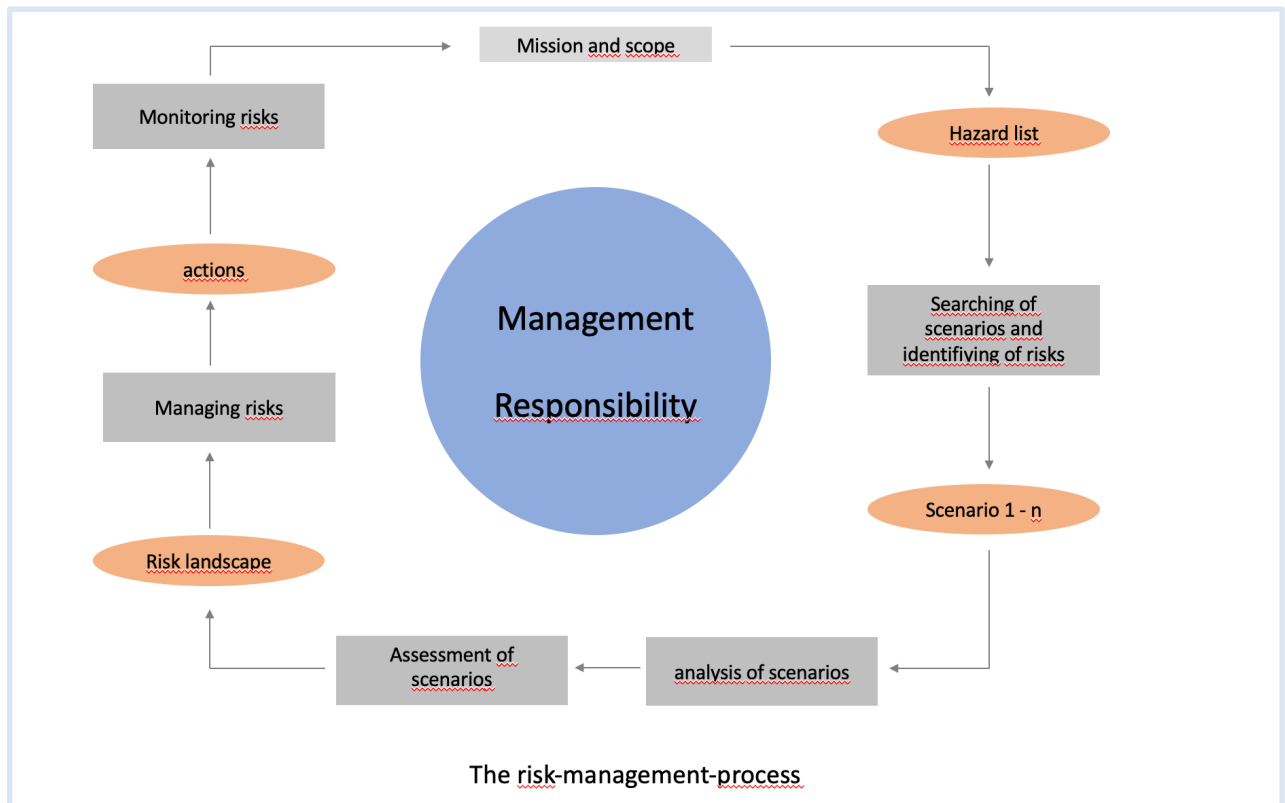 Mission and scope
Monitoring risks
Hazard list
actions
Searching of
scenarios and
identifiying of risks
Management
Responsibility
Managing risks
Scenario 1 - n
Risk landscape
Assessment of
scenarios
analysis of scenarios
The risk-management-process